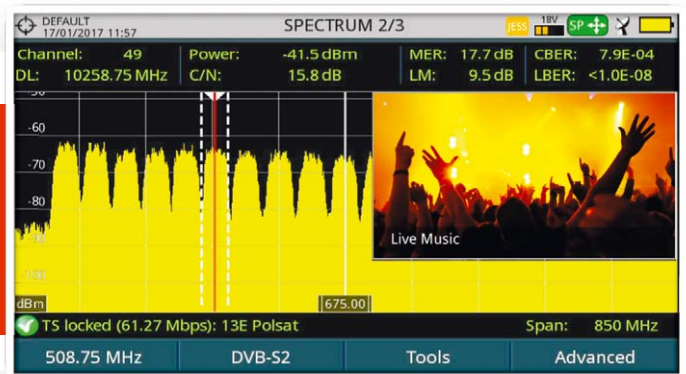 DEFAULT
17/01/2017 11:57
SPECTRUM 2/3
JESS
18V
SP
Channel: 49 Power: -41.5 dBm MER: 17.7 dB CBER: 7.9E-04
DL: 10258.75 MHz C/N: 15.8 dB LM: 9.5 dB LBER: <1.0E-08
-60
-70
-80
-100
Live Music
dBm 675.00
TS locked (61.27 Mbps): 13E Polsat Span: 850 MHz
508.75 MHz DVB-S2 Tools Advanced